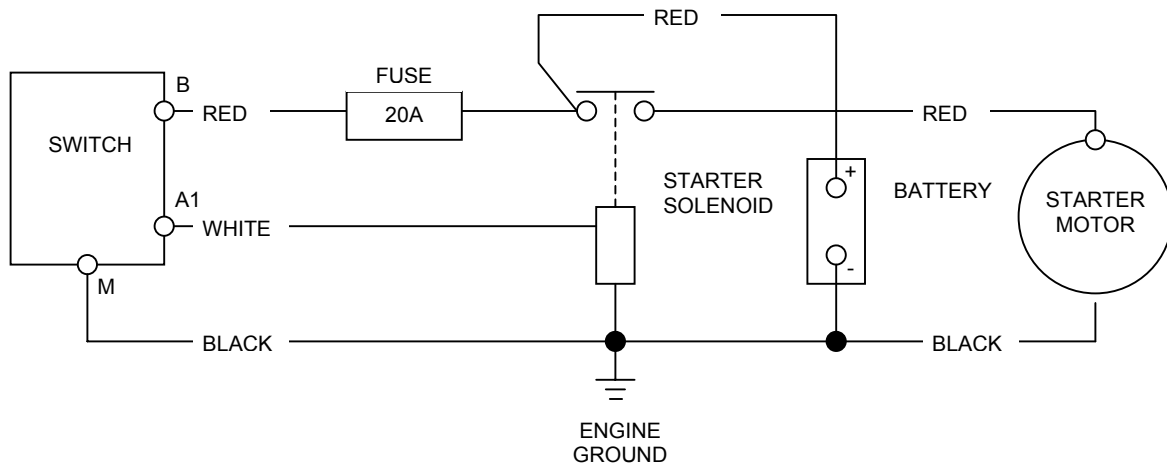 RED
B
FUSE
RED
20A
RED
SWITCH
A1
STARTER
SOLENOID
+
BATTERY
STARTER
MOTOR
WHITE
-
M
BLACK
BLACK
ENGINE
GROUND